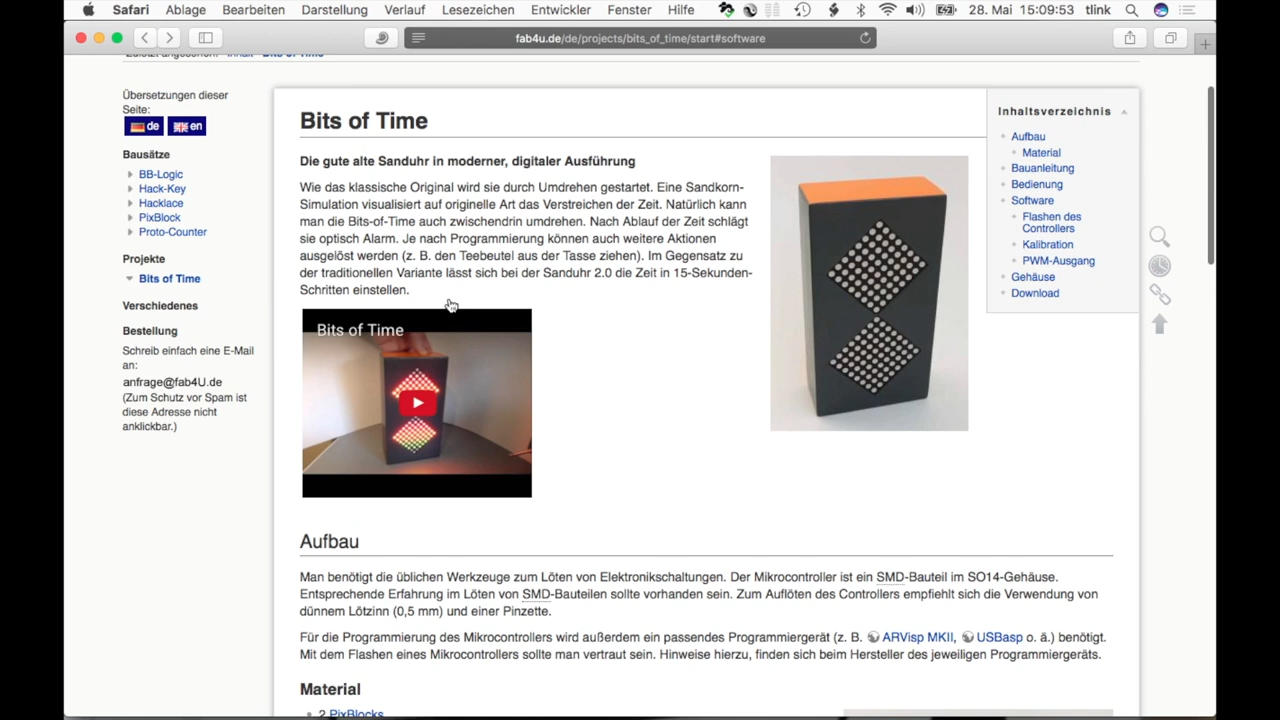 Safari Ablage Bearbeiten Darstellung Verlauf Lesezeichen Entwickler Fenster Hilfe 28. Mai 15:09:53 tlink
fab4u.de/de/projects/bits_of_time/start#software
Übersetzungen dieser
Seite:
de en
Bausätze
BB-Logic
Hack-Key
Hacklace
PixBlock
Proto-Counter
Projekte
Bits of Time
Verschiedenes
Bestellung
Schreib einfach eine E-Mail
an:
anfrage@fab4U.de
(Zum Schutz vor Spam ist
diese Adresse nicht
anklickbar.)
Bits of Time
Die gute alte Sanduhr in moderner, digitaler Ausführung
Wie das klassische Original wird sie durch Umdrehen gestartet. Eine Sandkorn-
Simulation visualisiert auf originelle Art das Verstreichen der Zeit. Natürlich kann
man die Bits-of-Time auch zwischendrin umdrehen. Nach Ablauf der Zeit schlägt
sie optisch Alarm. Je nach Programmierung können auch weitere Aktionen
ausgelöst werden (z. B. den Teebeutel aus der Tasse ziehen). Im Gegensatz zu
der traditionellen Variante lässt sich bei der Sanduhr 2.0 die Zeit in 15-Sekunden-
Schritten einstellen.
Bits of Time
Inhaltsverzeichnis
Aufbau
Material
Bauanleitung
Bedienung
Software
Flashen des
Controllers
Kalibration
PWM-Ausgang
Gehäuse
Download
Aufbau
Man benötigt die üblichen Werkzeuge zum Löten von Elektronikschaltungen. Der Mikrocontroller ist ein SMD-Bauteil im SO14-Gehäuse.
Entsprechende Erfahrung im Löten von SMD-Bauteilen sollte vorhanden sein. Zum Auflöten des Controllers empfiehlt sich die Verwendung von
dünnem Lötzinn (0,5 mm) und einer Pinzette.
Für die Programmierung des Mikrocontrollers wird außerdem ein passendes Programmiergerät (z. B. ARVisp MKII, USBasp o. ä.) benötigt.
Mit dem Flashen eines Mikrocontrollers sollte man vertraut sein. Hinweise hierzu, finden sich beim Hersteller des jeweiligen Programmiergeräts.
Material
2 PixBlocks